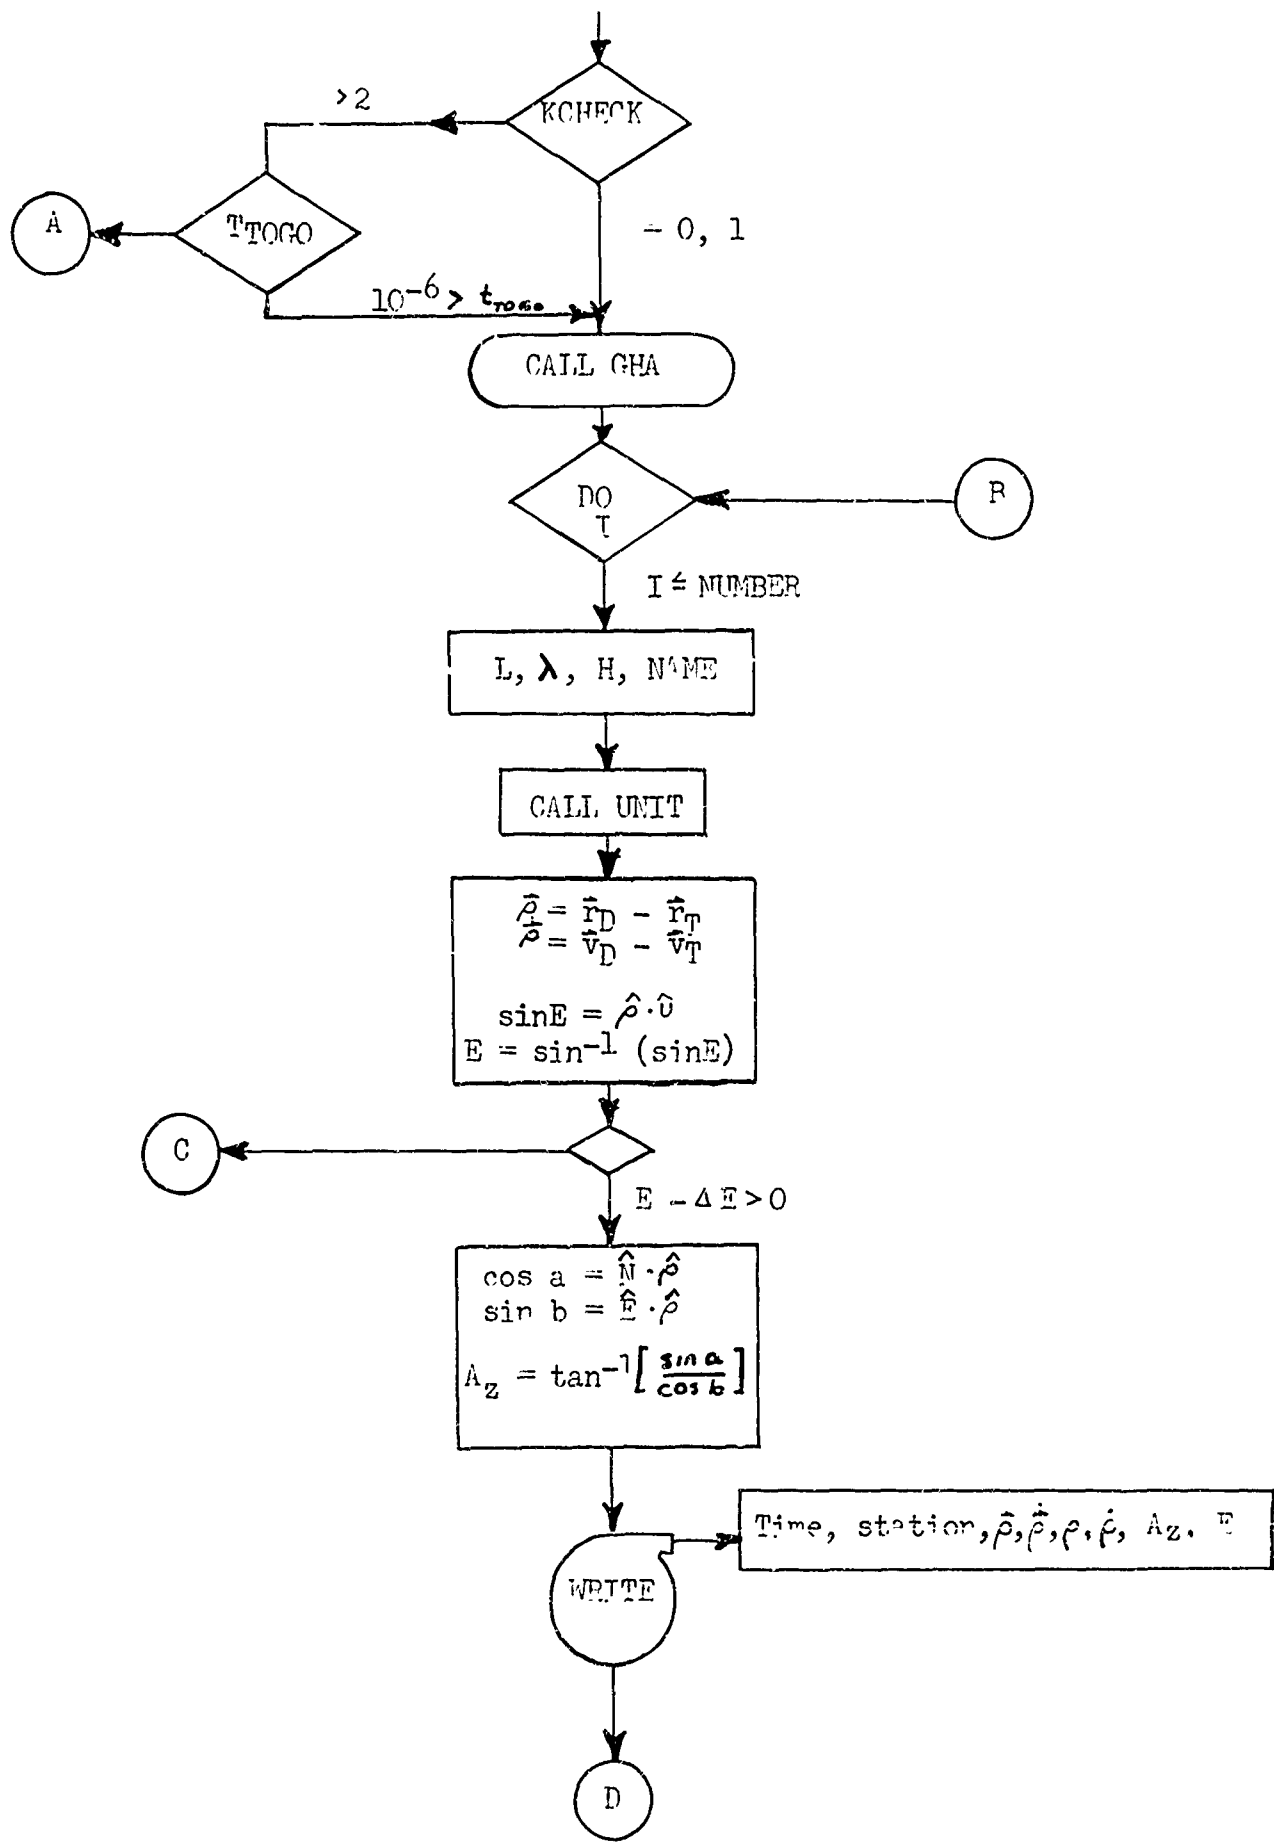 >2
KCHECK
A
TTOGO
= 0, 1
10⁻⁶ > t_TOGO
CALL GHA
DO
I
B
I ≤ NUMBER
L, λ, H, NAME
CALL UNIT
ρ⃗ = r⃗_D − r⃗_T
ρ⃗̇ = v⃗_D − v⃗_T
sinE = ρ̂ · Û
E = sin⁻¹ (sinE)
C
E − ΔE > 0
cos a = N̂ · ρ̂
sin b = Ê · ρ̂
A_z = tan⁻¹ [ sin a / cos b ]
Time, station, ρ⃗, ρ⃗̇, ρ, ρ̇, A_z, E
WRITE
D